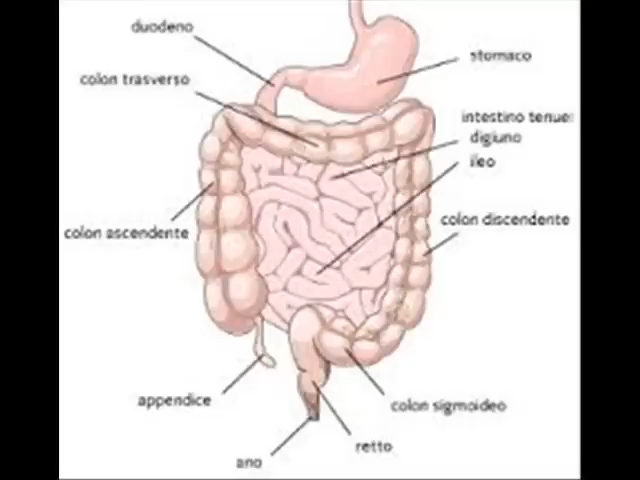 duodeno
stomaco
colon trasverso
intestino tenue:
digiuno
ileo
colon ascendente
colon discendente
appendice
colon sigmoideo
retto
ano